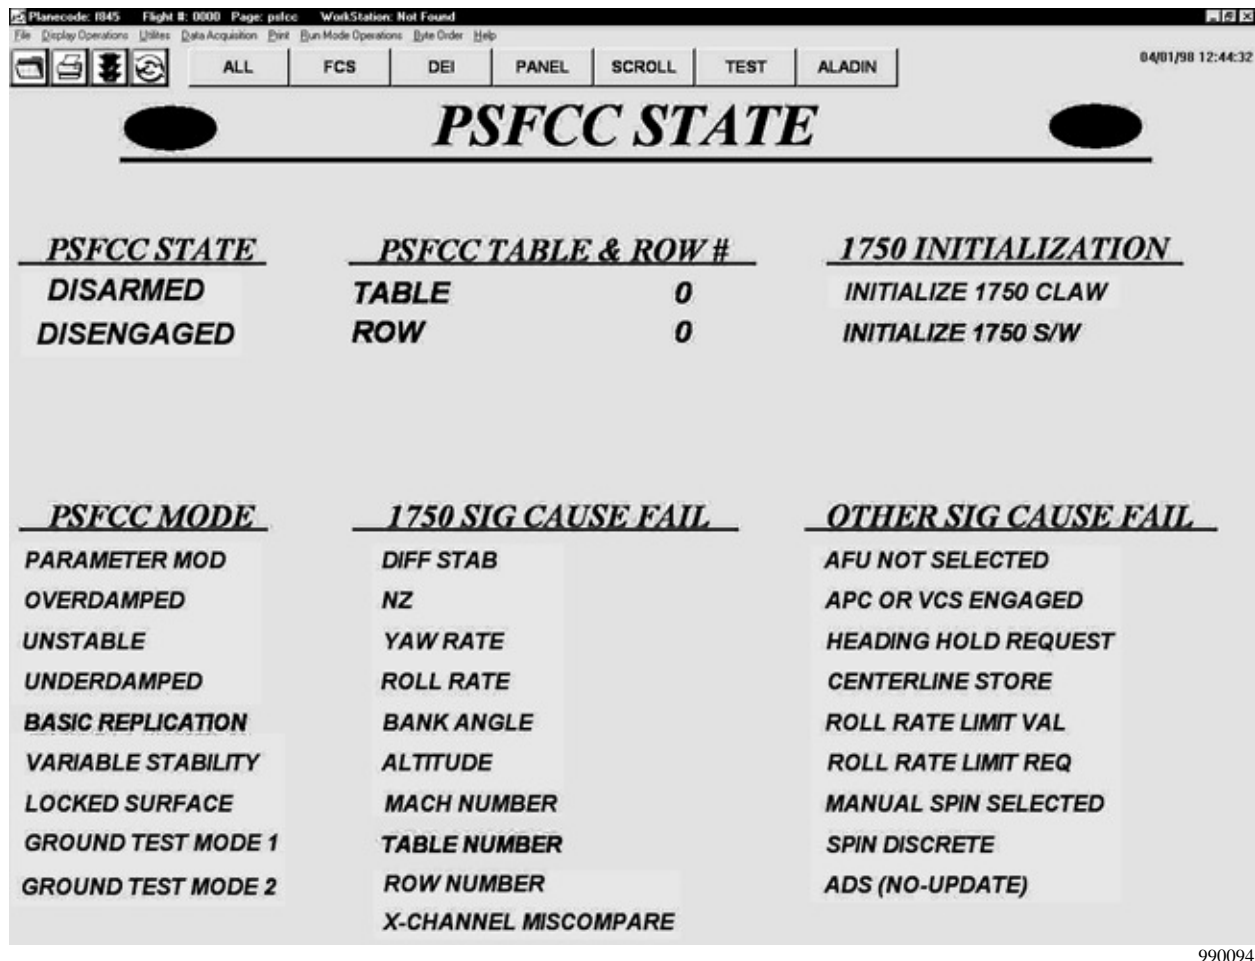 Planecode: f845 Flight #: 0000 Page: psfcc WorkStation: Not Found
File Display Operations Utilites Data Acquisition Print Run Mode Operations Byte Order Help
ALL FCS DEI PANEL SCROLL TEST ALADIN 04/01/98 12:44:32
PSFCC STATE
PSFCC STATE PSFCC TABLE & ROW # 1750 INITIALIZATION
DISARMED TABLE 0 INITIALIZE 1750 CLAW
DISENGAGED ROW 0 INITIALIZE 1750 S/W
PSFCC MODE 1750 SIG CAUSE FAIL OTHER SIG CAUSE FAIL
PARAMETER MOD DIFF STAB AFU NOT SELECTED
OVERDAMPED NZ APC OR VCS ENGAGED
UNSTABLE YAW RATE HEADING HOLD REQUEST
UNDERDAMPED ROLL RATE CENTERLINE STORE
BASIC REPLICATION BANK ANGLE ROLL RATE LIMIT VAL
VARIABLE STABILITY ALTITUDE ROLL RATE LIMIT REQ
LOCKED SURFACE MACH NUMBER MANUAL SPIN SELECTED
GROUND TEST MODE 1 TABLE NUMBER SPIN DISCRETE
GROUND TEST MODE 2 ROW NUMBER ADS (NO-UPDATE)
X-CHANNEL MISCOMPARE
990094